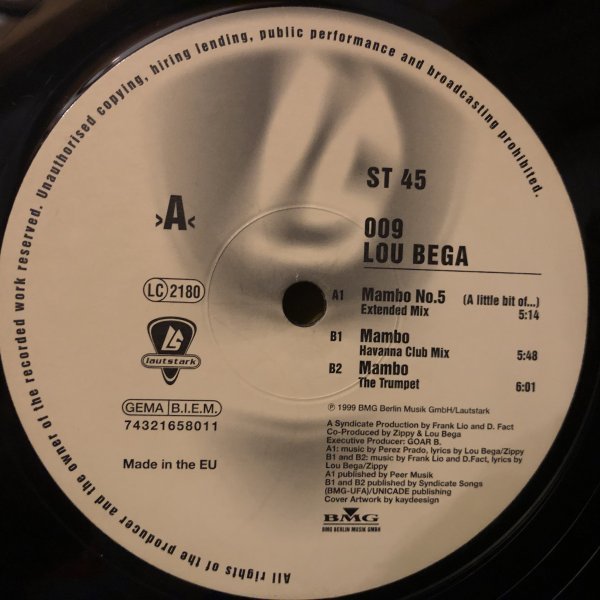 All rights of the producer and the owner of the recorded work reserved. Unauthorised copying, hiring lending, public performance and broadcasting prohibited.
ST 45
>A<
009
LOU BEGA
LC 2180
A1 Mambo No.5 (A little bit of...)
Extended Mix 5:14
B1 Mambo
Havanna Club Mix 5:48
B2 Mambo
The Trumpet 6:01
lautstark
GEMA B.I.E.M.
74321658011
Made in the EU
℗ 1999 BMG Berlin Musik GmbH/Lautstark
A Syndicate Production by Frank Lio and D. Fact
Co-Produced by Zippy & Lou Bega
Executive Producer: GOAR B.
A1: music by Perez Prado, lyrics by Lou Bega/Zippy
B1 and B2: music by Frank Lio and D.Fact, lyrics by
Lou Bega/Zippy
A1 published by Peer Musik
B1 and B2 published by Syndicate Songs
(BMG-UFA)/UNICADE publishing
Cover Artwork by kaydeesign
BMG
BMG BERLIN MUSIK GMBH